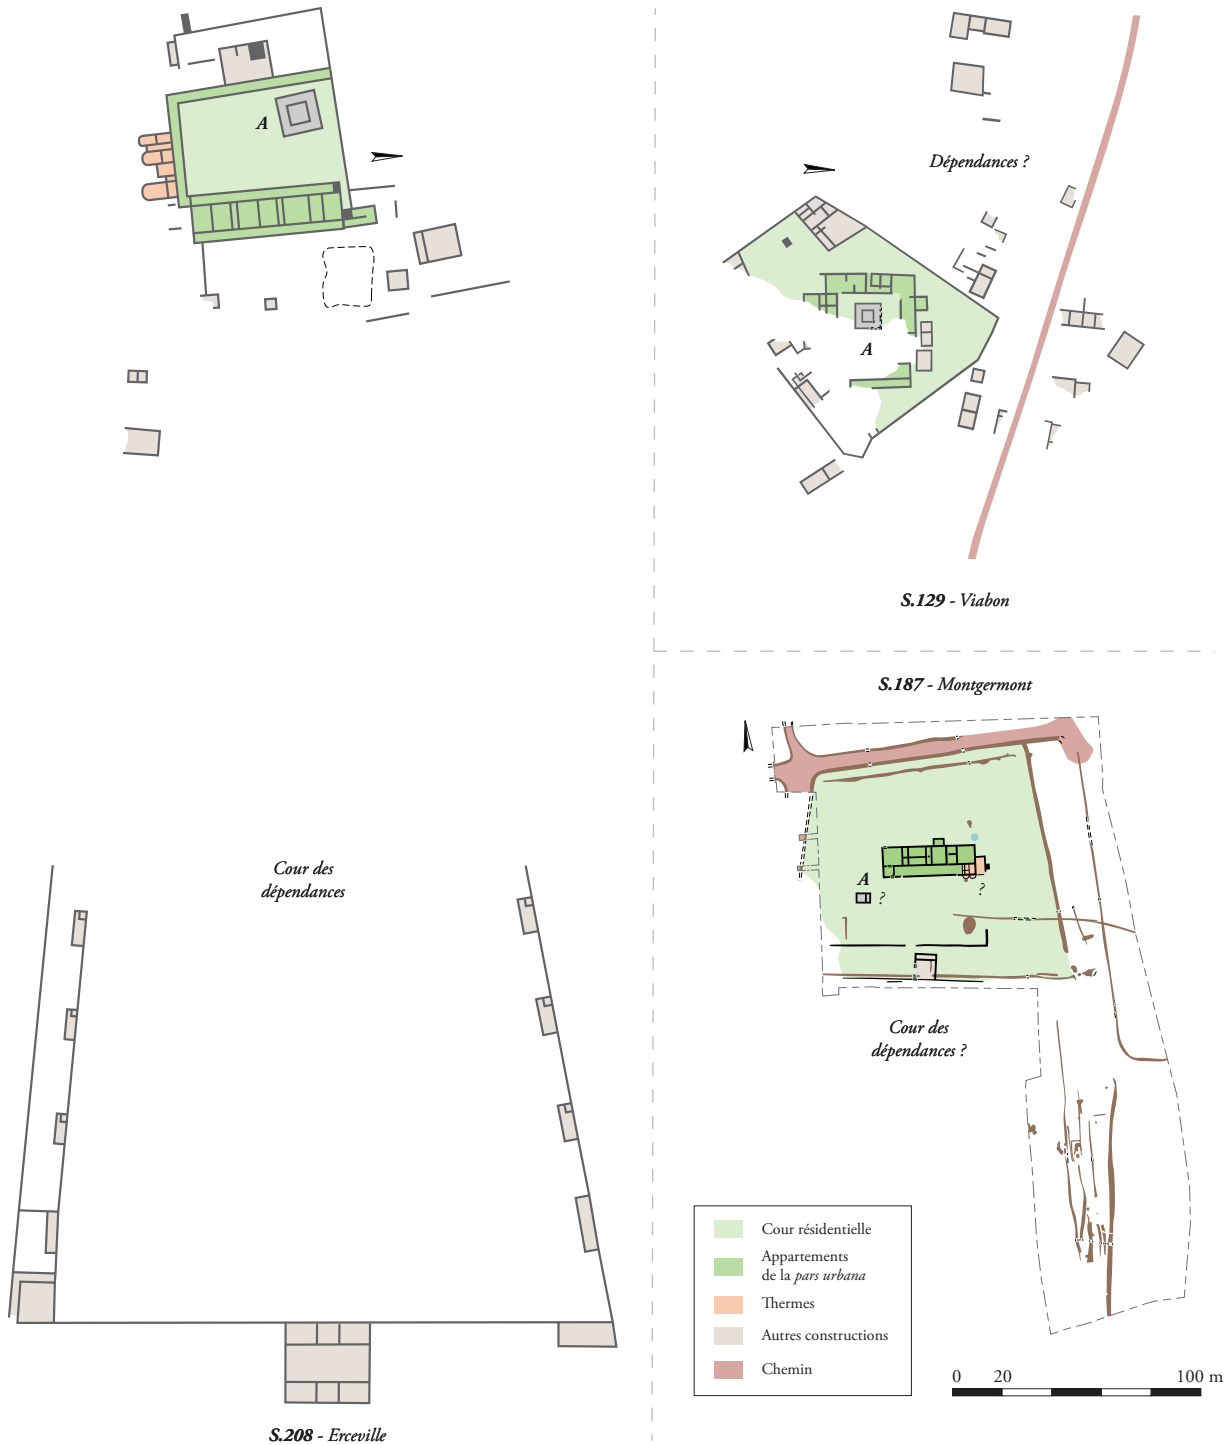 A
Dépendances ?
A
S.129 - Viabon
S.187 - Montgermont
A
?
?
Cour des
dépendances ?
Cour des
dépendances
S.208 - Erceville
Cour résidentielle
Appartements
de la pars urbana
Thermes
Autres constructions
Chemin
0 20 100 m